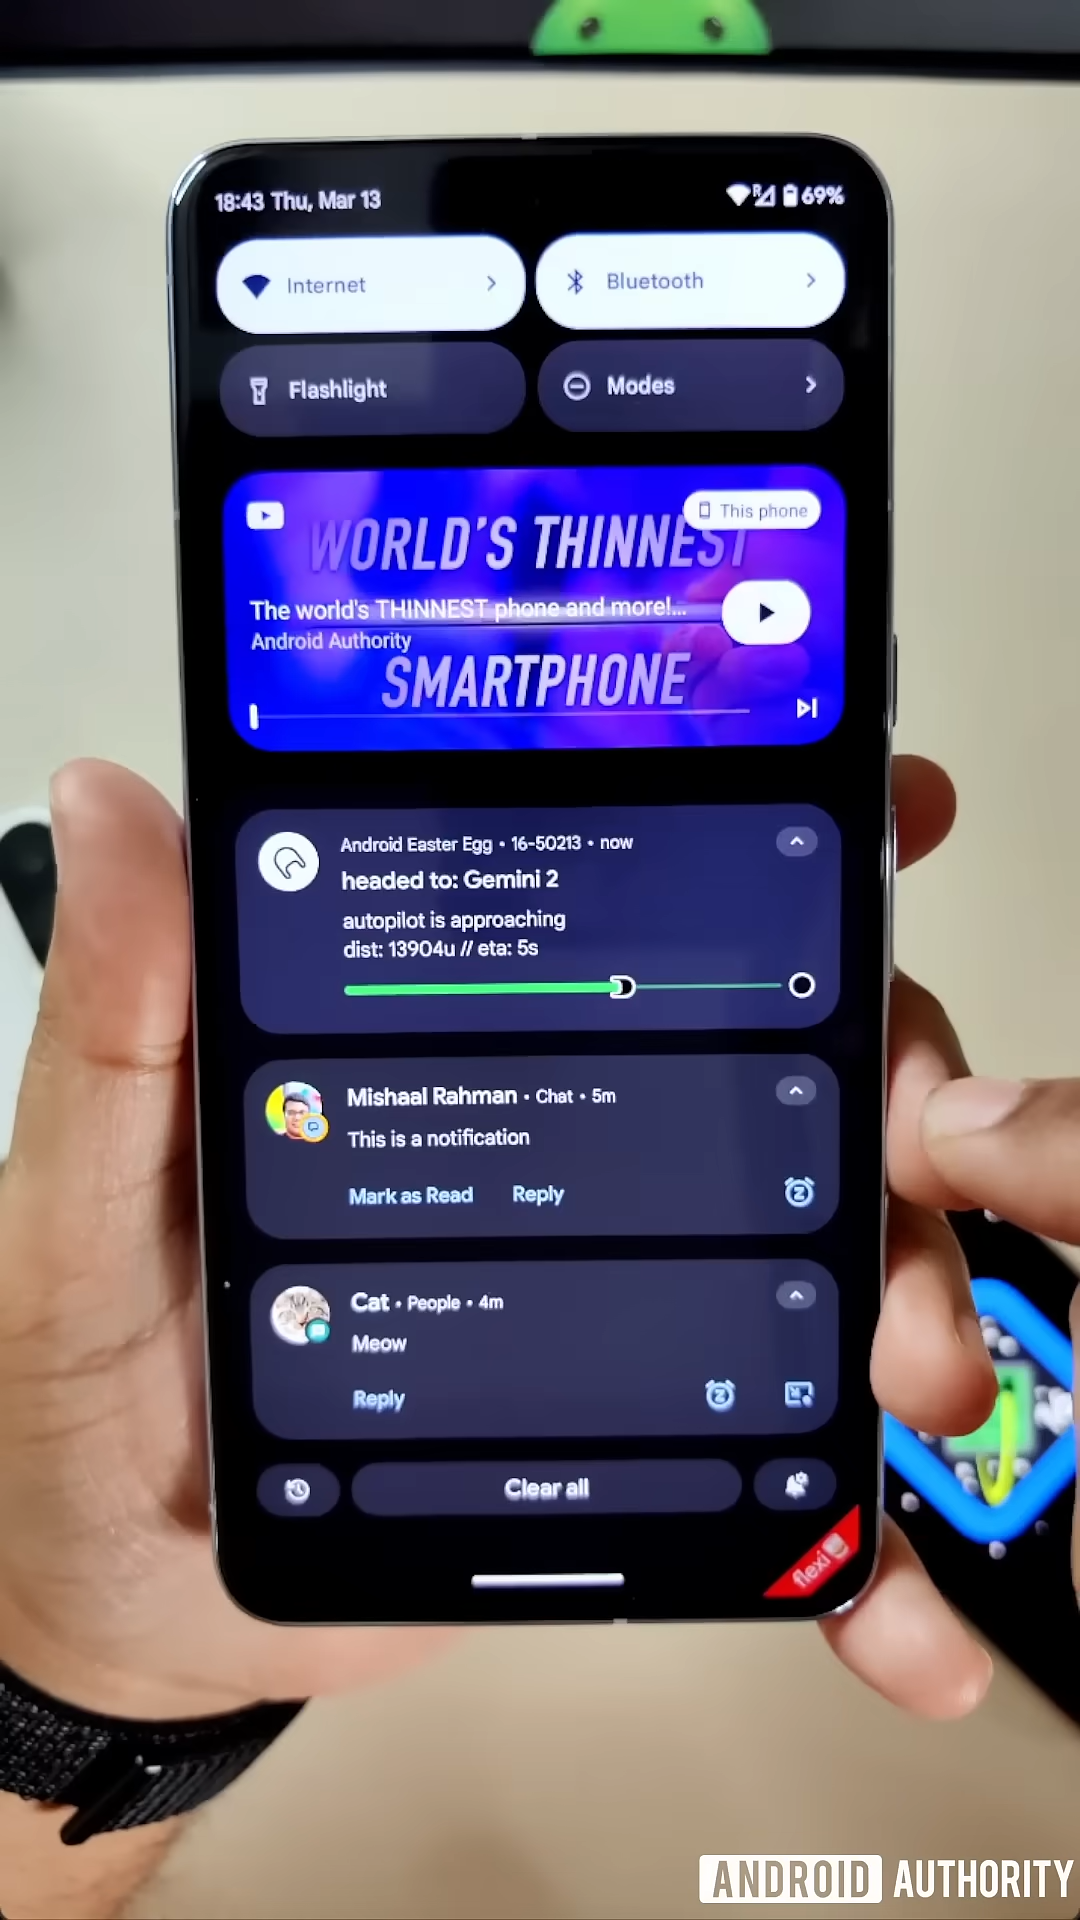 18:43 Thu, Mar 13
R 69%
Internet
Bluetooth
Flashlight
Modes
This phone
WORLD'S THINNEST
The world's THINNEST phone and more!...
Android Authority
SMARTPHONE
Android Easter Egg • 16-50213 • now
headed to: Gemini 2
autopilot is approaching
dist: 13904u // eta: 5s
Mishaal Rahman • Chat • 5m
This is a notification
Mark as Read Reply
Cat • People • 4m
Meow
Reply
Clear all
flexi
ANDROID AUTHORITY